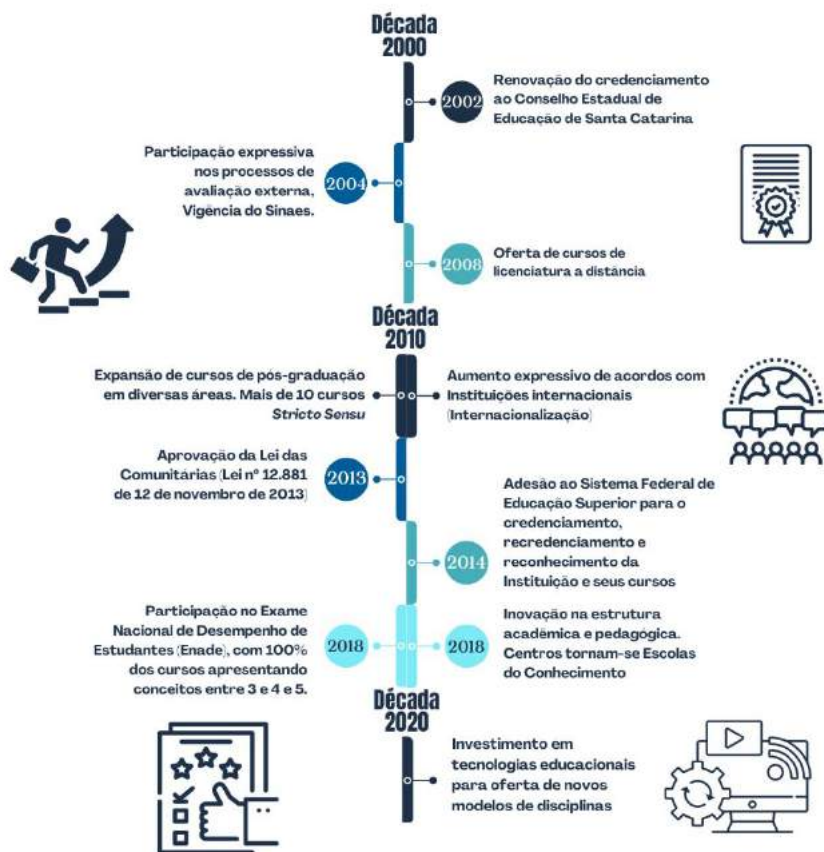 Década
2000
2002
Renovação do credenciamento
ao Conselho Estadual de
Educação de Santa Catarina
Participação expressiva
nos processos de
avaliação externa,
Vigência do Sinaes.
2004
2008
Oferta de cursos de
licenciatura a distância
Década
2010
Expansão de cursos de pós-graduação
em diversas áreas. Mais de 10 cursos
Stricto Sensu
Aumento expressivo de acordos com
Instituições internacionais
(Internacionalização)
Aprovação da Lei das
Comunitárias (Lei nº 12.881
de 12 de novembro de 2013)
2013
2014
Adesão ao Sistema Federal de
Educação Superior para o
credenciamento,
recredenciamento e
reconhecimento da
Instituição e seus cursos
Participação no Exame
Nacional de Desempenho de
Estudantes (Enade), com 100%
dos cursos apresentando
conceitos entre 3 e 4 e 5.
2018
2018
Inovação na estrutura
acadêmica e pedagógica.
Centros tornam-se Escolas
do Conhecimento
Década
2020
Investimento em
tecnologias educacionais
para oferta de novos
modelos de disciplinas